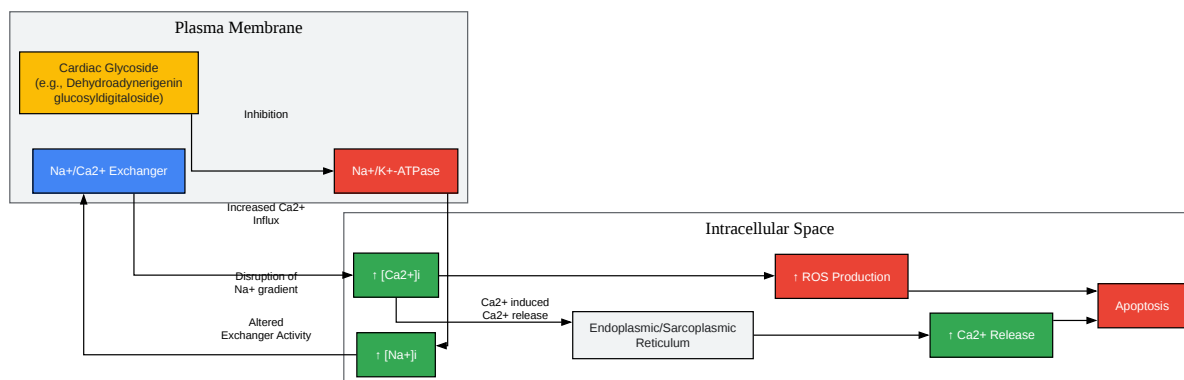 Plasma Membrane
Cardiac Glycoside
(e.g., Dehydroadynerigenin
glucosyldigitaloside)
Inhibition
Na+/Ca2+ Exchanger
Na+/K+-ATPase
Increased Ca2+
Influx
Intracellular Space
Disruption of
Na+ gradient
↑ [Ca2+]i
↑ ROS Production
Ca2+ induced
Ca2+ release
Apoptosis
Altered
Exchanger Activity
Endoplasmic/Sarcoplasmic
Reticulum
↑ Ca2+ Release
↑ [Na+]i